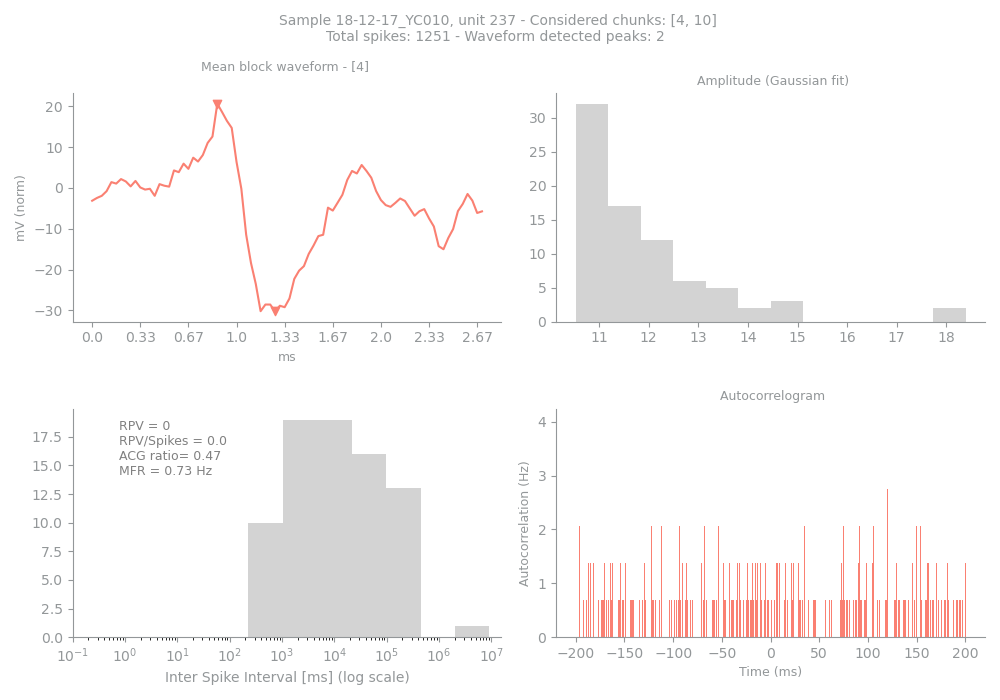 Sample 18-12-17_YC010, unit 237 - Considered chunks: [4, 10]
Total spikes: 1251 - Waveform detected peaks: 2
Mean block waveform - [4]
20
10
0
−10
−20
−30
mV (norm)
0.0 0.33 0.67 1.0 1.33 1.67 2.0 2.33 2.67
ms
Amplitude (Gaussian fit)
30
25
20
15
10
5
0
11 12 13 14 15 16 17 18
RPV = 0
RPV/Spikes = 0.0
ACG ratio= 0.47
MFR = 0.73 Hz
17.5
15.0
12.5
10.0
7.5
5.0
2.5
0.0
10⁻¹ 10⁰ 10¹ 10² 10³ 10⁴ 10⁵ 10⁶ 10⁷
Inter Spike Interval [ms] (log scale)
Autocorrelogram
4
3
2
1
0
Autocorrelation (Hz)
−200 −150 −100 −50 0 50 100 150 200
Time (ms)